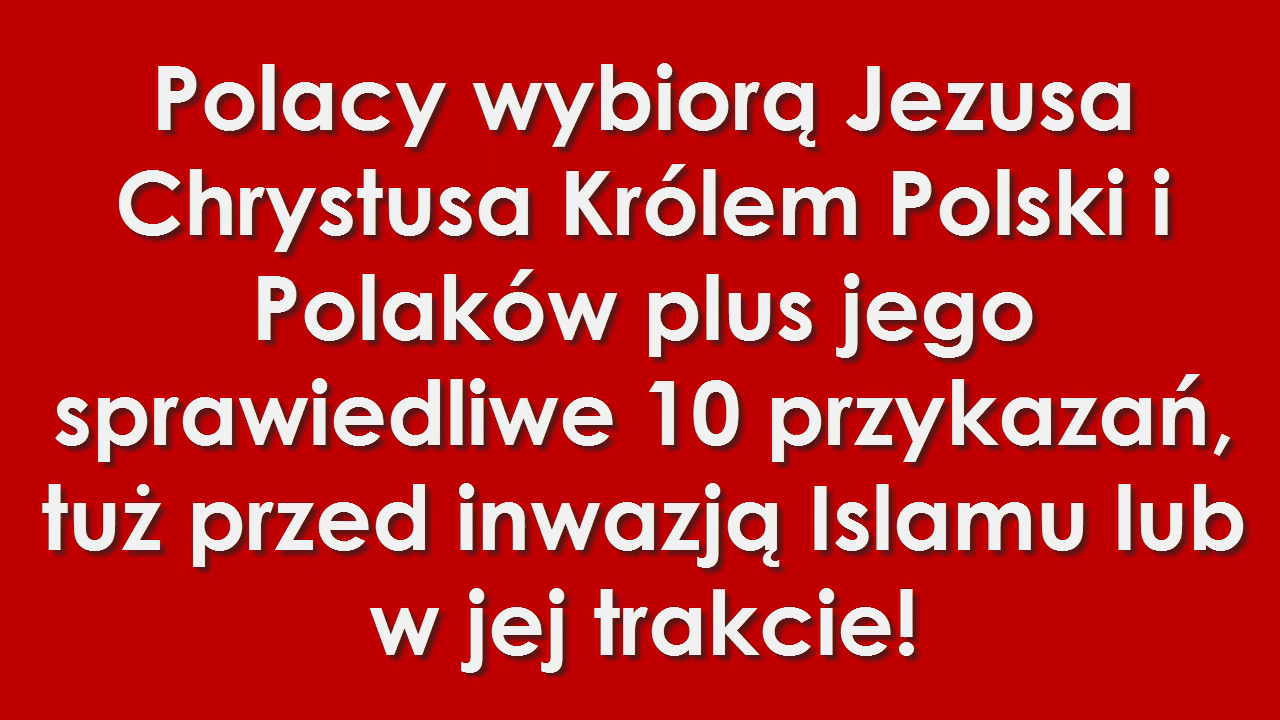 Polacy wybiorą Jezusa
Chrystusa Królem Polski i
Polaków plus jego
sprawiedliwe 10 przykazań,
tuż przed inwazją Islamu lub
w jej trakcie!